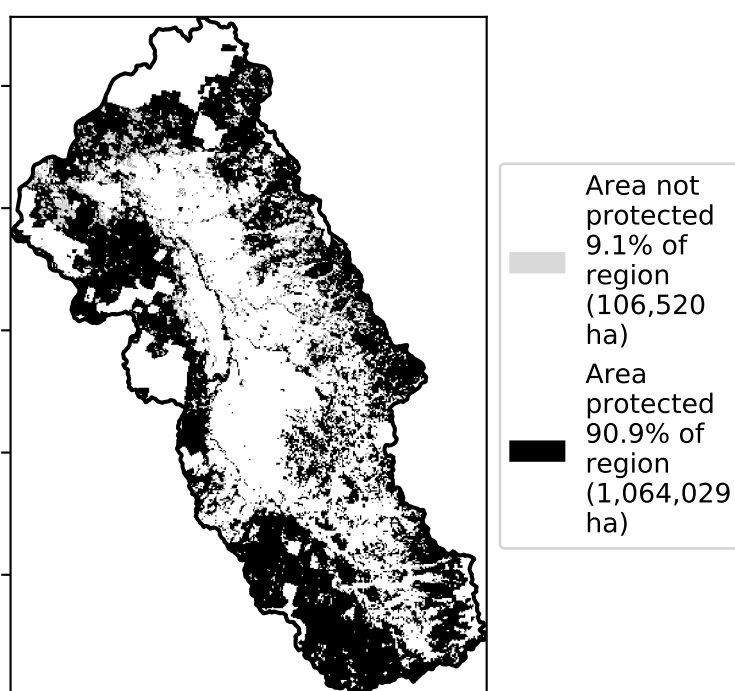 Area not
protected
9.1% of
region
(106,520
ha)
Area
protected
90.9% of
region
(1,064,029
ha)